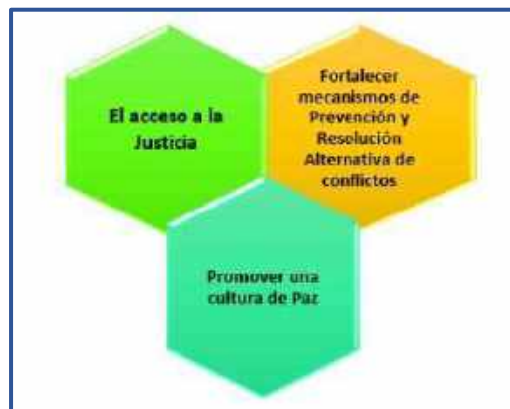 El acceso a la
Justicia
Fortalecer
mecanismos de
Prevención y
Resolución
Alternativa de
conflictos
Promover una
cultura de Paz